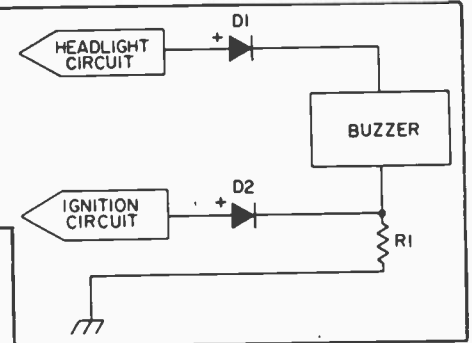 D1
+
HEADLIGHT
CIRCUIT
BUZZER
D2
+
IGNITION
CIRCUIT
R1